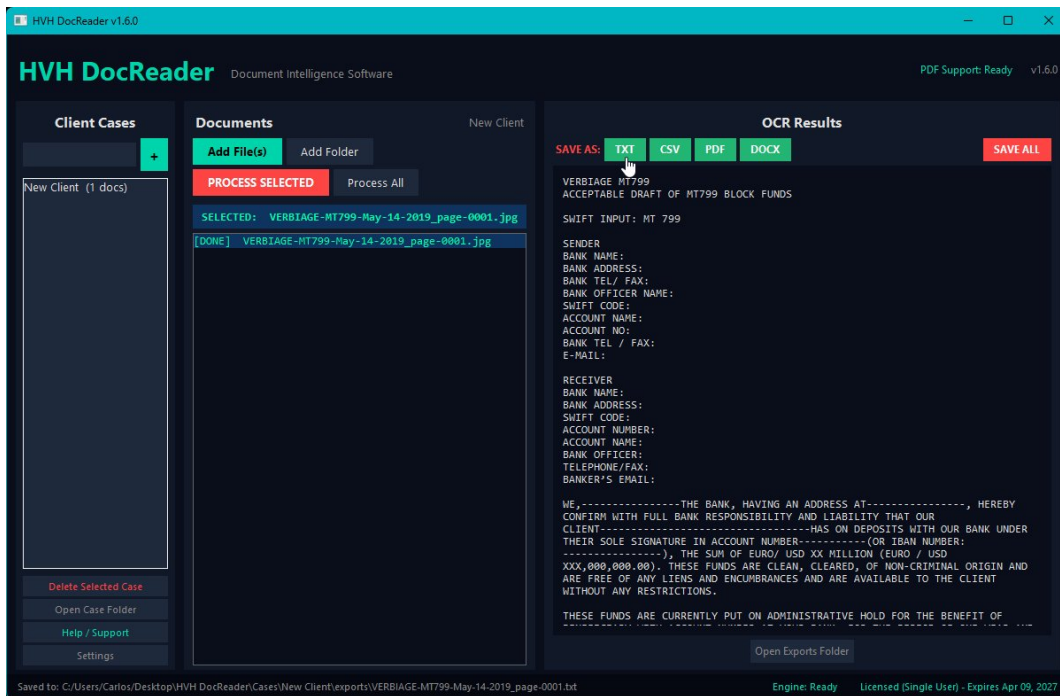 HVH DocReader v1.6.0
HVH DocReader Document Intelligence Software
PDF Support: Ready v1.6.0
Client Cases
+
New Client (1 docs)
Delete Selected Case
Open Case Folder
Help / Support
Settings
Documents New Client
Add File(s) Add Folder
PROCESS SELECTED Process All
SELECTED: VERBIAGE-MT799-May-14-2019_page-0001.jpg
[DONE] VERBIAGE-MT799-May-14-2019_page-0001.jpg
OCR Results
SAVE AS: TXT CSV PDF DOCX SAVE ALL
VERBIAGE MT799
ACCEPTABLE DRAFT OF MT799 BLOCK FUNDS
SWIFT INPUT: MT 799
SENDER
BANK NAME:
BANK ADDRESS:
BANK TEL/ FAX:
BANK OFFICER NAME:
SWIFT CODE:
ACCOUNT NAME:
ACCOUNT NO:
BANK TEL / FAX:
E-MAIL:
RECEIVER
BANK NAME:
BANK ADDRESS:
SWIFT CODE:
ACCOUNT NUMBER:
ACCOUNT NAME:
BANK OFFICER:
TELEPHONE/FAX:
BANKER'S EMAIL:
WE,----------------THE BANK, HAVING AN ADDRESS AT----------------, HEREBY
CONFIRM WITH FULL BANK RESPONSIBILITY AND LIABILITY THAT OUR
CLIENT----------------------------------HAS ON DEPOSITS WITH OUR BANK UNDER
THEIR SOLE SIGNATURE IN ACCOUNT NUMBER-----------(OR IBAN NUMBER:
----------------), THE SUM OF EURO/ USD XX MILLION (EURO / USD
XXX,000,000.00). THESE FUNDS ARE CLEAN, CLEARED, OF NON-CRIMINAL ORIGIN AND
ARE FREE OF ANY LIENS AND ENCUMBRANCES AND ARE AVAILABLE TO THE CLIENT
WITHOUT ANY RESTRICTIONS.
THESE FUNDS ARE CURRENTLY PUT ON ADMINISTRATIVE HOLD FOR THE BENEFIT OF
Open Exports Folder
Saved to: C:/Users/Carlos/Desktop\HVH DocReader\Cases\New Client\exports\VERBIAGE-MT799-May-14-2019_page-0001.txt
Engine: Ready Licensed (Single User) - Expires Apr 09, 2027